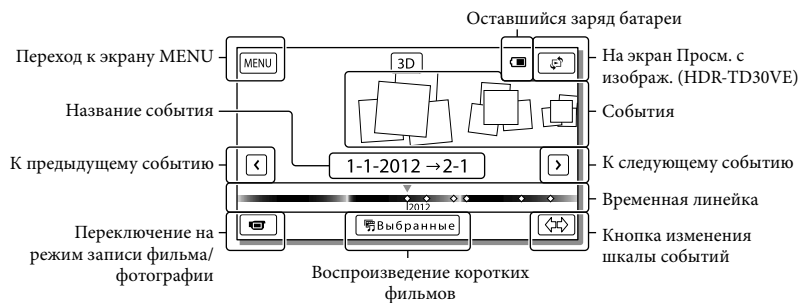 Оставшийся заряд батареи
Переход к экрану MENU
MENU
3D
На экран Просм. с
изображ. (HDR-TD30VE)
Название события
События
К предыдущему событию
1-1-2012 →2-1
К следующему событию
Временная линейка
2012
Переключение на
режим записи фильма/
фотографии
Выбранные
Кнопка изменения
шкалы событий
Воспроизведение коротких
фильмов